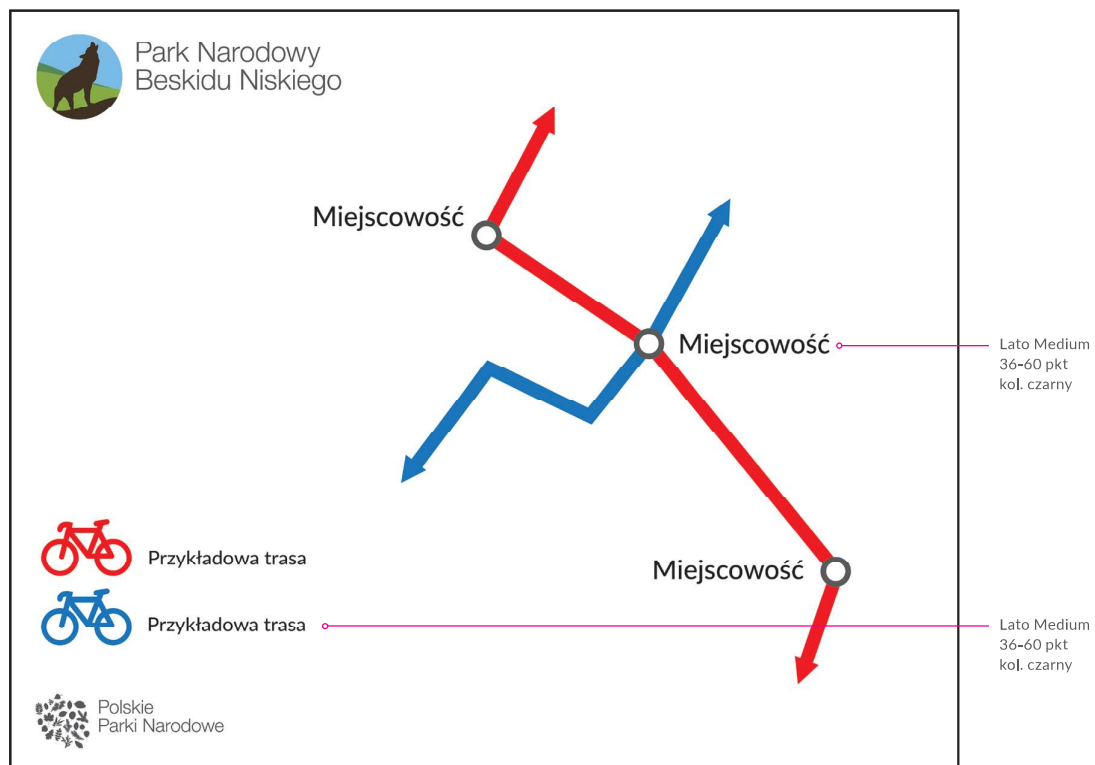 Park Narodowy
Beskidu Niskiego
Miejscowość
Miejscowość
Lato Medium
36-60 pkt
kol. czarny
Miejscowość
Przykładowa trasa
Przykładowa trasa
Lato Medium
36-60 pkt
kol. czarny
Polskie
Parki Narodowe